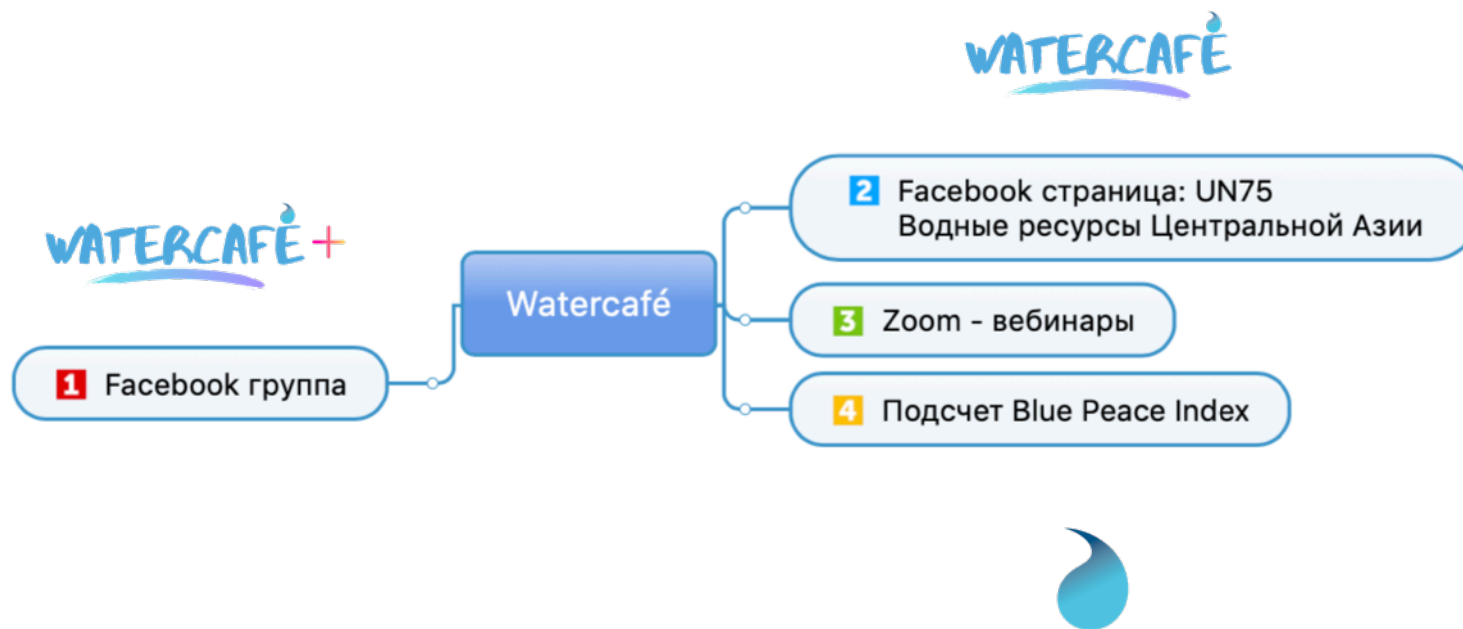 WATERCAFÉ
WATERCAFÉ+
Watercafé
1 Facebook группа
2 Facebook страница: UN75
Водные ресурсы Центральной Азии
3 Zoom - вебинары
4 Подсчет Blue Peace Index